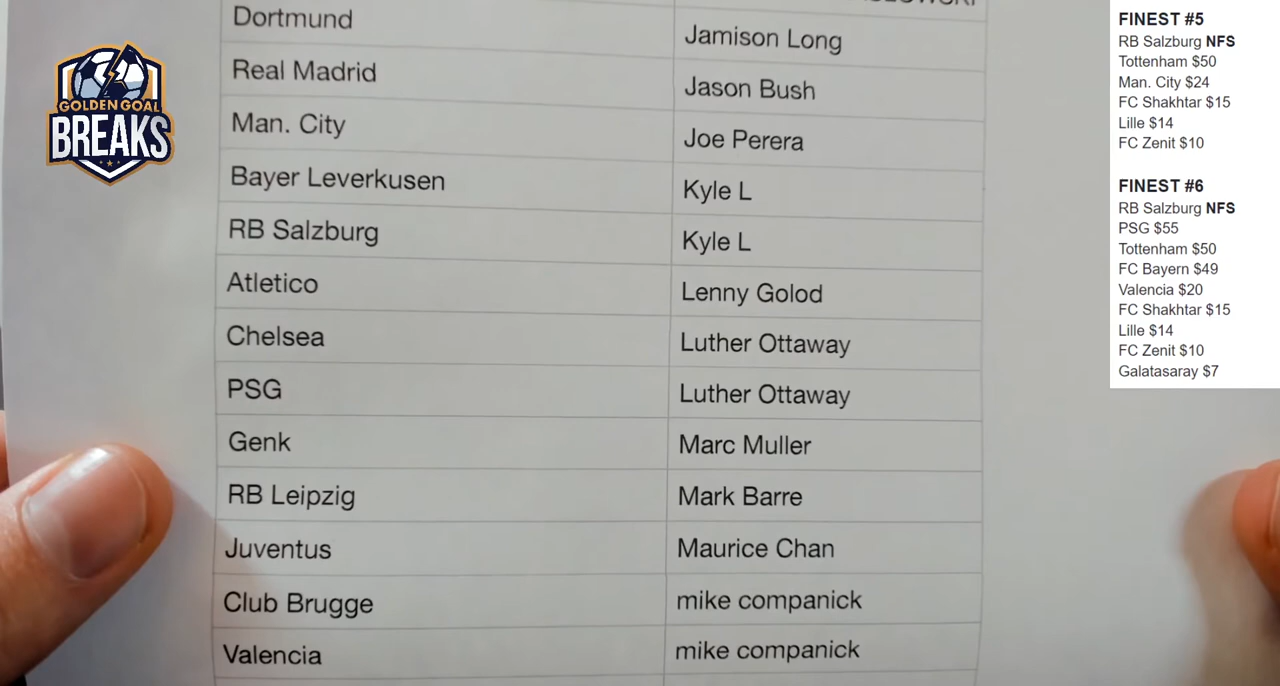 Dortmund Jamison Long
Real Madrid Jason Bush
Man. City Joe Perera
Bayer Leverkusen Kyle L
RB Salzburg Kyle L
Atletico Lenny Golod
Chelsea Luther Ottaway
PSG Luther Ottaway
Genk Marc Muller
RB Leipzig Mark Barre
Juventus Maurice Chan
Club Brugge mike companick
Valencia mike companick
GOLDEN GOAL
BREAKS
FINEST #5
RB Salzburg NFS
Tottenham $50
Man. City $24
FC Shakhtar $15
Lille $14
FC Zenit $10
FINEST #6
RB Salzburg NFS
PSG $55
Tottenham $50
FC Bayern $49
Valencia $20
FC Shakhtar $15
Lille $14
FC Zenit $10
Galatasaray $7